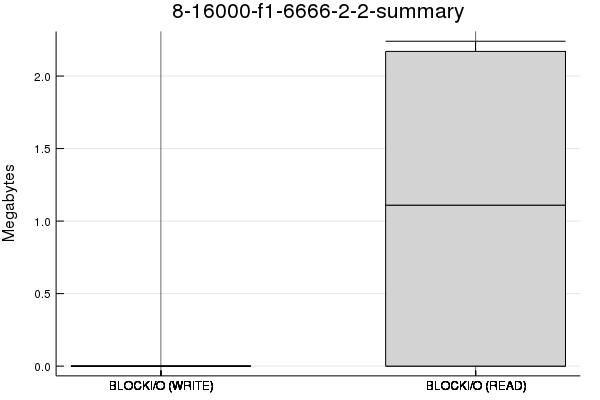 8-16000-f1-6666-2-2-summary
Megabytes
2.0
1.5
1.0
0.5
0.0
BLOCKI/O (WRITE)
BLOCKI/O (READ)